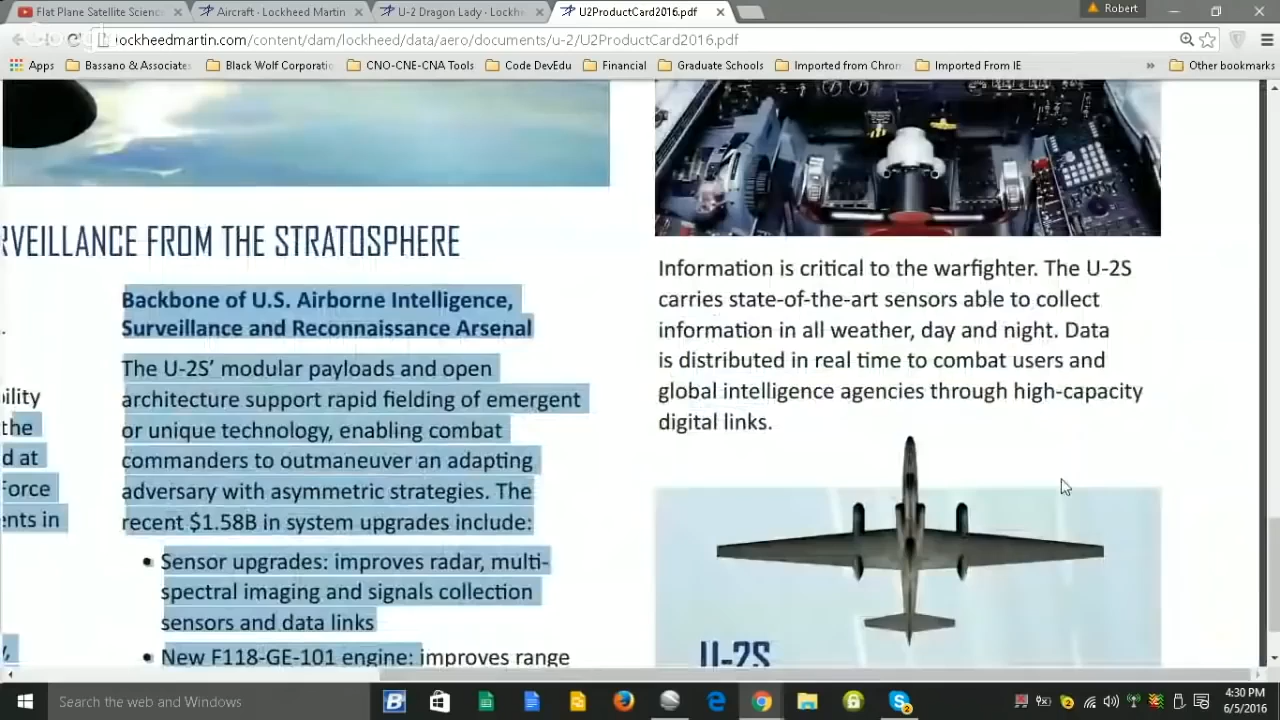 Flat Plane Satellite Scienc
Aircraft · Lockheed Martin
U-2 Dragon Lady · Lockh
U2ProductCard2016.pdf
Robert
lockheedmartin.com/content/dam/lockheed/data/aero/documents/u-2/U2ProductCard2016.pdf
Apps
Bassano & Associates
Black Wolf Corporatio
CNO-CNE-CNA Tools
Code DevEdu
Financial
Graduate Schools
Imported from Chron
Imported From IE
»
Other bookmarks
RVEILLANCE FROM THE STRATOSPHERE
ility
the
d at
Force
ents in
Backbone of U.S. Airborne Intelligence,
Surveillance and Reconnaissance Arsenal
The U-2S’ modular payloads and open
architecture support rapid fielding of emergent
or unique technology, enabling combat
commanders to outmaneuver an adapting
adversary with asymmetric strategies. The
recent $1.58B in system upgrades include:
• Sensor upgrades: improves radar, multi-
spectral imaging and signals collection
sensors and data links
• New F118-GE-101 engine: improves range
Information is critical to the warfighter. The U-2S
carries state-of-the-art sensors able to collect
information in all weather, day and night. Data
is distributed in real time to combat users and
global intelligence agencies through high-capacity
digital links.
U-2S
Search the web and Windows
4:30 PM
6/5/2016